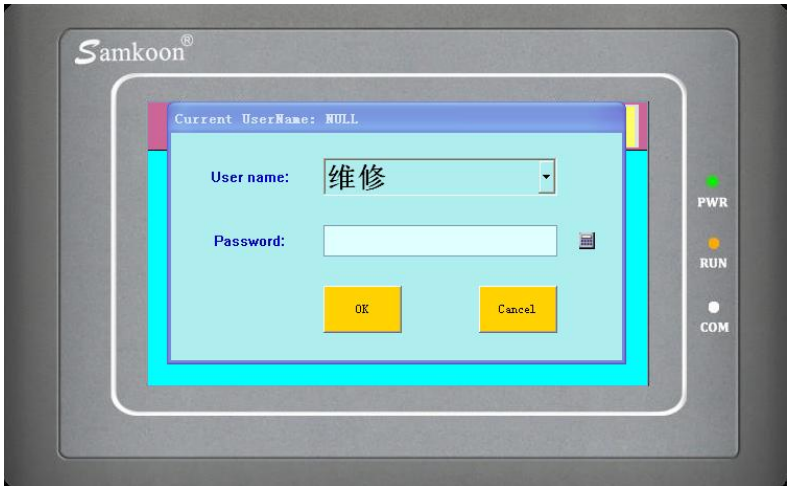 Samkoon®
Current UserName: NULL
User name: 维修
Password:
OK Cancel
PWR
RUN
COM